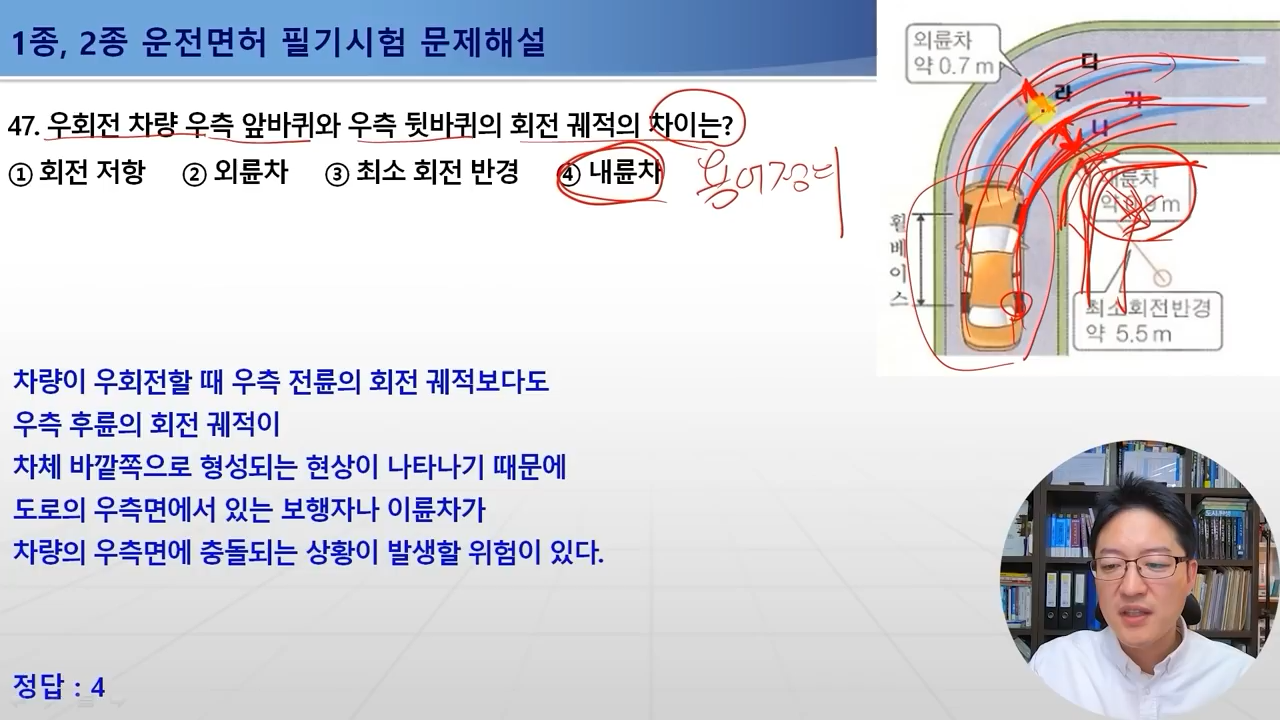 1종, 2종 운전면허 필기시험 문제해설
47. 우회전 차량 우측 앞바퀴와 우측 뒷바퀴의 회전 궤적의 차이는?
① 회전 저항 ② 외륜차 ③ 최소 회전 반경 ④ 내륜차
용어정의
외륜차
약 0.7 m
다
라
가
나
륜차
약
m
휠베이스
최소회전반경
약 5.5 m
차량이 우회전할 때 우측 전륜의 회전 궤적보다도
우측 후륜의 회전 궤적이
차체 바깥쪽으로 형성되는 현상이 나타나기 때문에
도로의 우측면에서 있는 보행자나 이륜차가
차량의 우측면에 충돌되는 상황이 발생할 위험이 있다.
정답 : 4